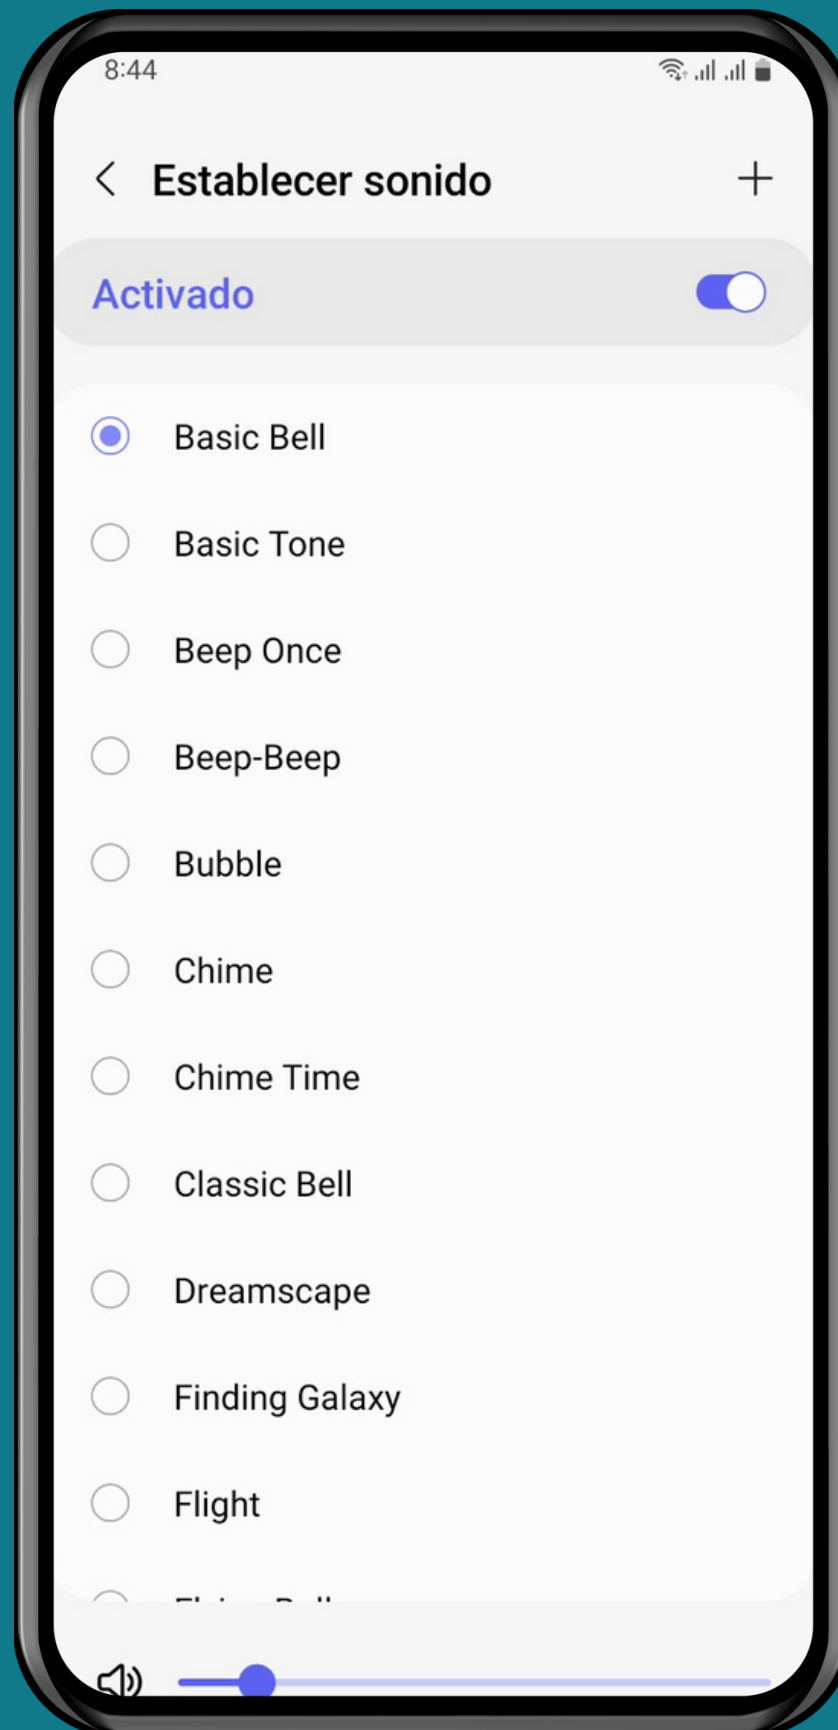 8:44
Establecer sonido
Activado
Basic Bell
Basic Tone
Beep Once
Beep-Beep
Bubble
Chime
Chime Time
Classic Bell
Dreamscape
Finding Galaxy
Flight